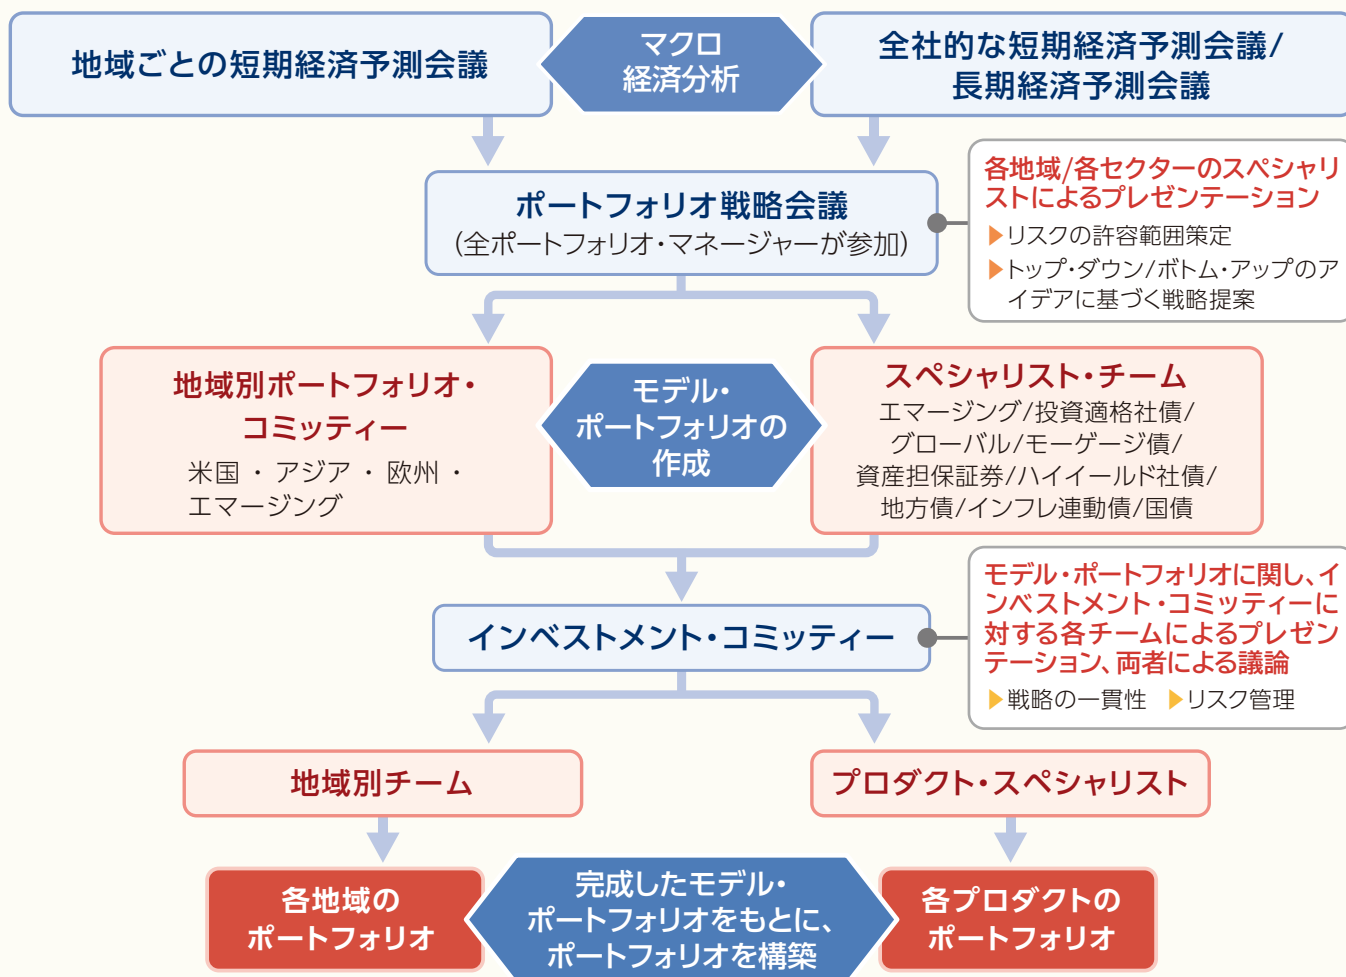 地域ごとの短期経済予測会議
マクロ
経済分析
全社的な短期経済予測会議/
長期経済予測会議
ポートフォリオ戦略会議
(全ポートフォリオ・マネージャーが参加)
各地域/各セクターのスペシャリ
ストによるプレゼンテーション
▶リスクの許容範囲策定
▶トップ・ダウン/ボトム・アップのア
イデアに基づく戦略提案
地域別ポートフォリオ・
コミッティー
米国 ・ アジア ・ 欧州 ・
エマージング
モデル・
ポートフォリオの
作成
スペシャリスト・チーム
エマージング/投資適格社債/
グローバル/モーゲージ債/
資産担保証券/ハイイールド社債/
地方債/インフレ連動債/国債
インベストメント・コミッティー
モデル・ポートフォリオに関し、イ
ンベストメント・コミッティーに
対する各チームによるプレゼン
テーション、両者による議論
▶戦略の一貫性 ▶リスク管理
地域別チーム
プロダクト・スペシャリスト
各地域の
ポートフォリオ
完成したモデル・
ポートフォリオをもとに、
ポートフォリオを構築
各プロダクトの
ポートフォリオ